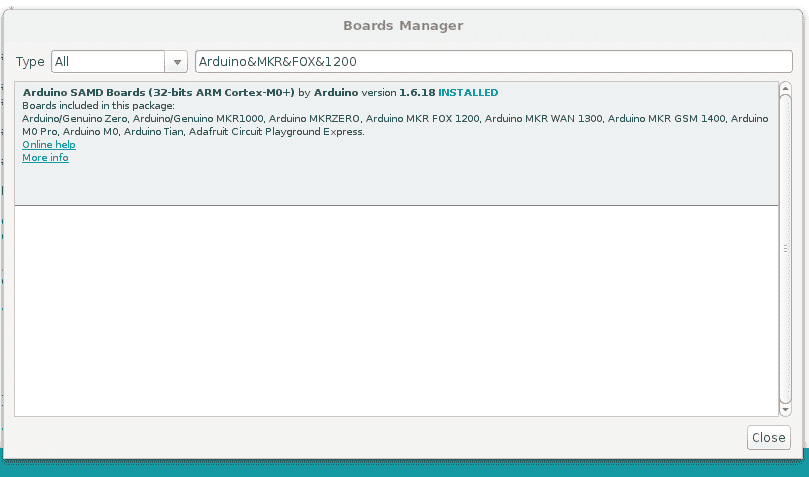 Boards Manager
Type All Arduino&MKR&FOX&1200
Arduino SAMD Boards (32-bits ARM Cortex-M0+) by Arduino version 1.6.18 INSTALLED
Boards included in this package:
Arduino/Genuino Zero, Arduino/Genuino MKR1000, Arduino MKRZERO, Arduino MKR FOX 1200, Arduino MKR WAN 1300, Arduino MKR GSM 1400, Arduino
M0 Pro, Arduino M0, Arduino Tian, Adafruit Circuit Playground Express.
Online help
More info
Close